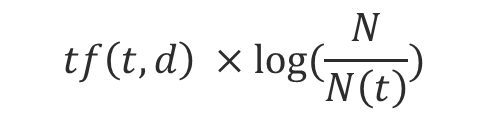 tf(t,d) × log(N/N(t))